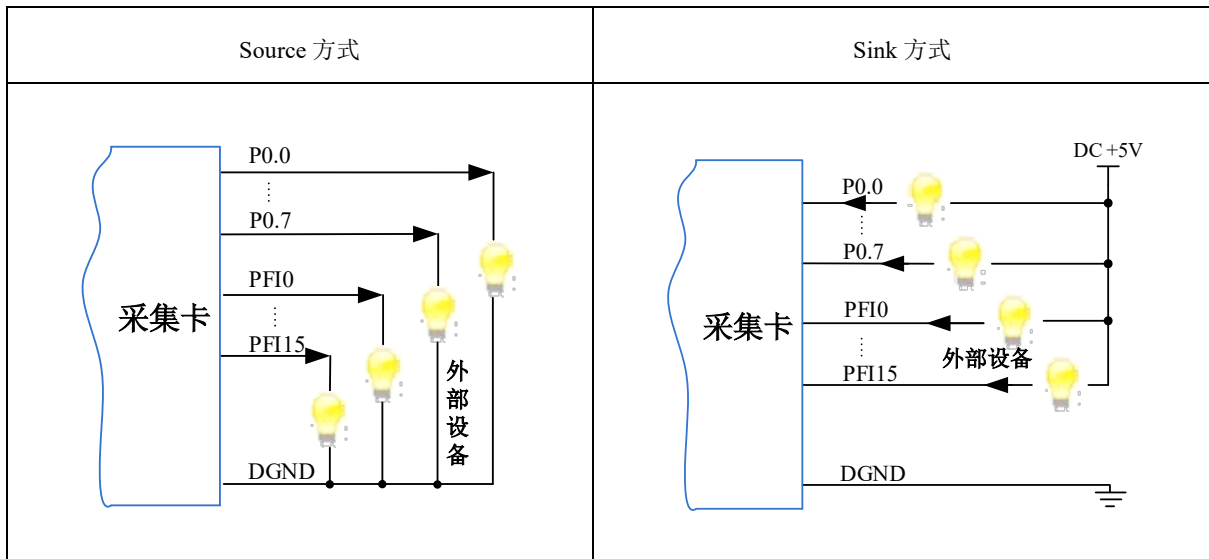 Source 方式
Sink 方式
P0.0
P0.7
PFI0
PFI15
DGND
采集卡
外部设备
DC +5V
P0.0
P0.7
PFI0
PFI15
DGND
采集卡
外部设备